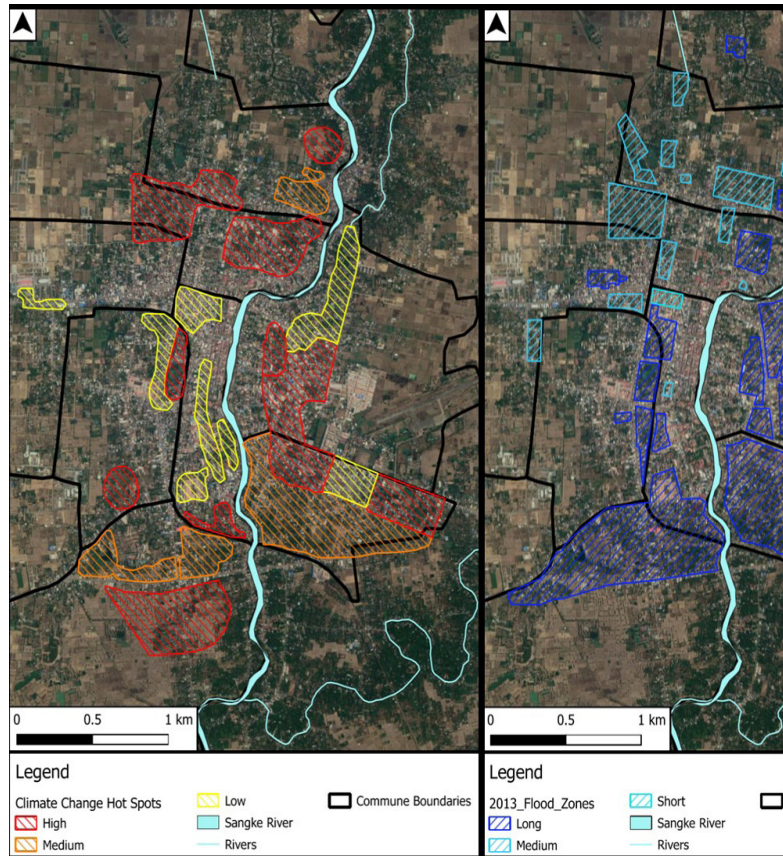 0 0.5 1 km
0 0.5 1 km
Legend
Climate Change Hot Spots
High
Medium
Low
Sangke River
Rivers
Commune Boundaries
Legend
2013_Flood_Zones
Long
Medium
Short
Sangke River
Rivers